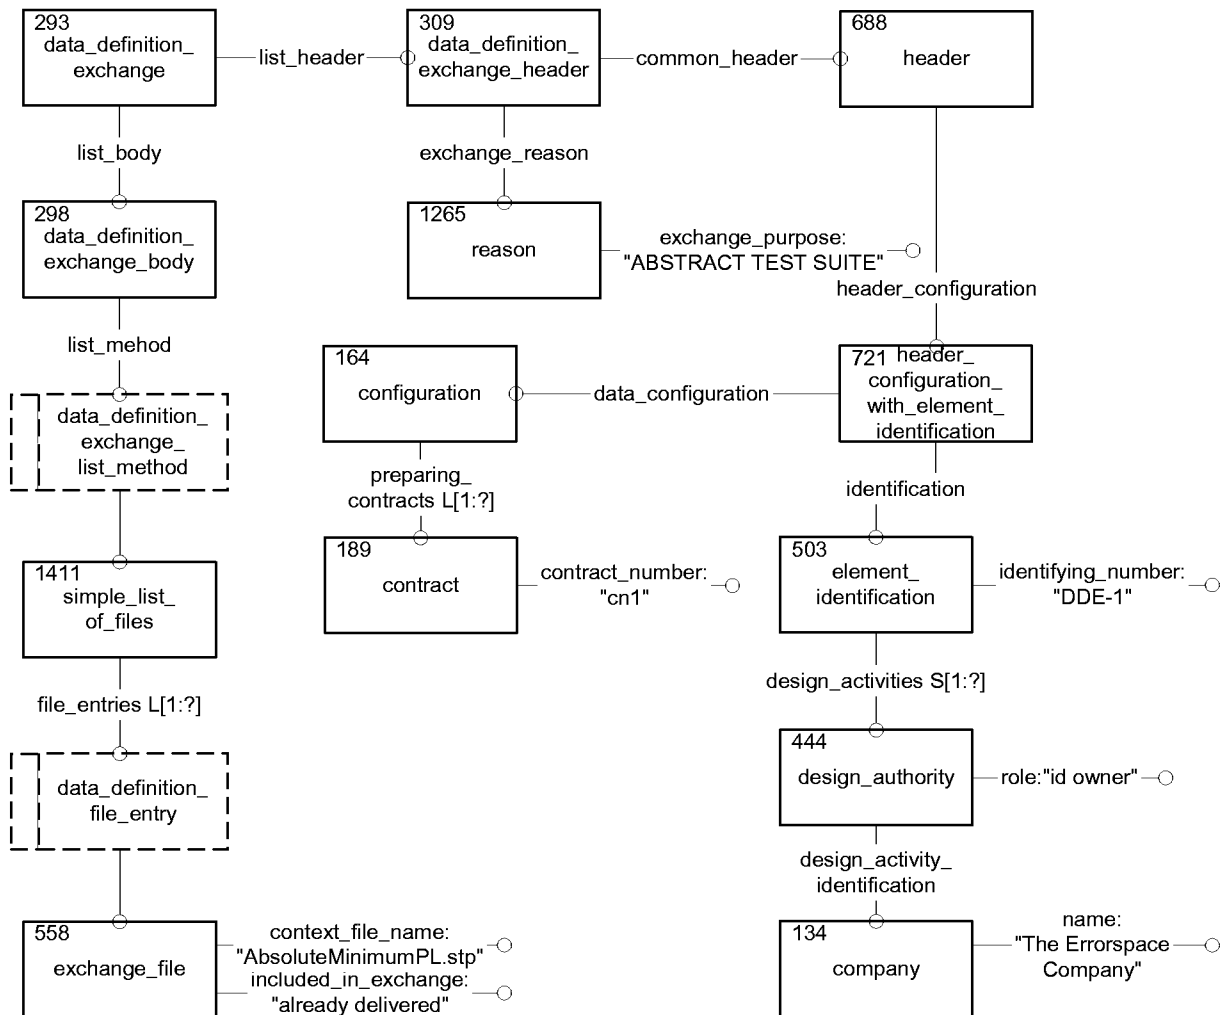 293
data_definition_
exchange
list_header
309
data_definition_
exchange_header
common_header
688
header
list_body
exchange_reason
298
data_definition_
exchange_body
1265
reason
exchange_purpose:
"ABSTRACT TEST SUITE"
header_configuration
list_mehod
164
configuration
data_configuration
721
header_
configuration_
with_element_
identification
data_definition_
exchange_
list_method
preparing_
contracts L[1:?]
identification
189
contract
contract_number:
"cn1"
503
element_
identification
identifying_number:
"DDE-1"
1411
simple_list_
of_files
file_entries L[1:?]
design_activities S[1:?]
data_definition_
file_entry
444
design_authority
role:"id owner"
design_activity_
identification
558
exchange_file
context_file_name:
"AbsoluteMinimumPL.stp"
included_in_exchange:
"already delivered"
134
company
name:
"The Errorspace
Company"